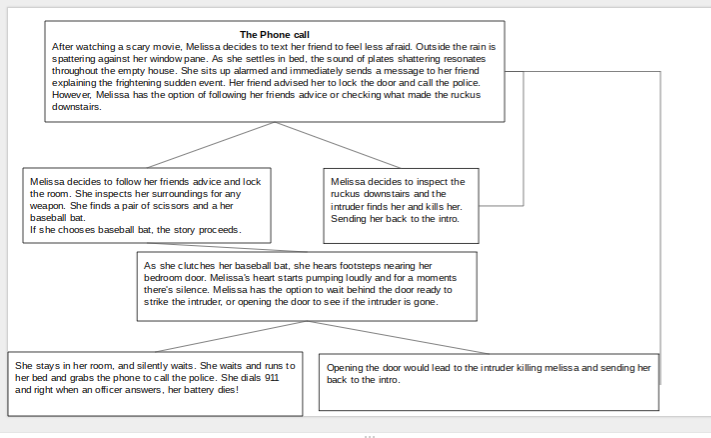 The Phone call
After watching a scary movie, Melissa decides to text her friend to feel less afraid. Outside the rain is
spattering against her window pane. As she settles in bed, the sound of plates shattering resonates
throughout the empty house. She sits up alarmed and immediately sends a message to her friend
explaining the frightening sudden event. Her friend advised her to lock the door and call the police.
However, Melissa has the option of following her friends advice or checking what made the ruckus
downstairs.
Melissa decides to follow her friends advice and lock
the room. She inspects her surroundings for any
weapon. She finds a pair of scissors and a her
baseball bat.
If she chooses baseball bat, the story proceeds.
Melissa decides to inspect the
ruckus downstairs and the
intruder finds her and kills her.
Sending her back to the intro.
As she clutches her baseball bat, she hears footsteps nearing her
bedroom door. Melissa's heart starts pumping loudly and for a moments
there's silence. Melissa has the option to wait behind the door ready to
strike the intruder, or opening the door to see if the intruder is gone.
She stays in her room, and silently waits. She waits and runs to
her bed and grabs the phone to call the police. She dials 911
and right when an officer answers, her battery dies!
Opening the door would lead to the intruder killing melissa and sending her
back to the intro.